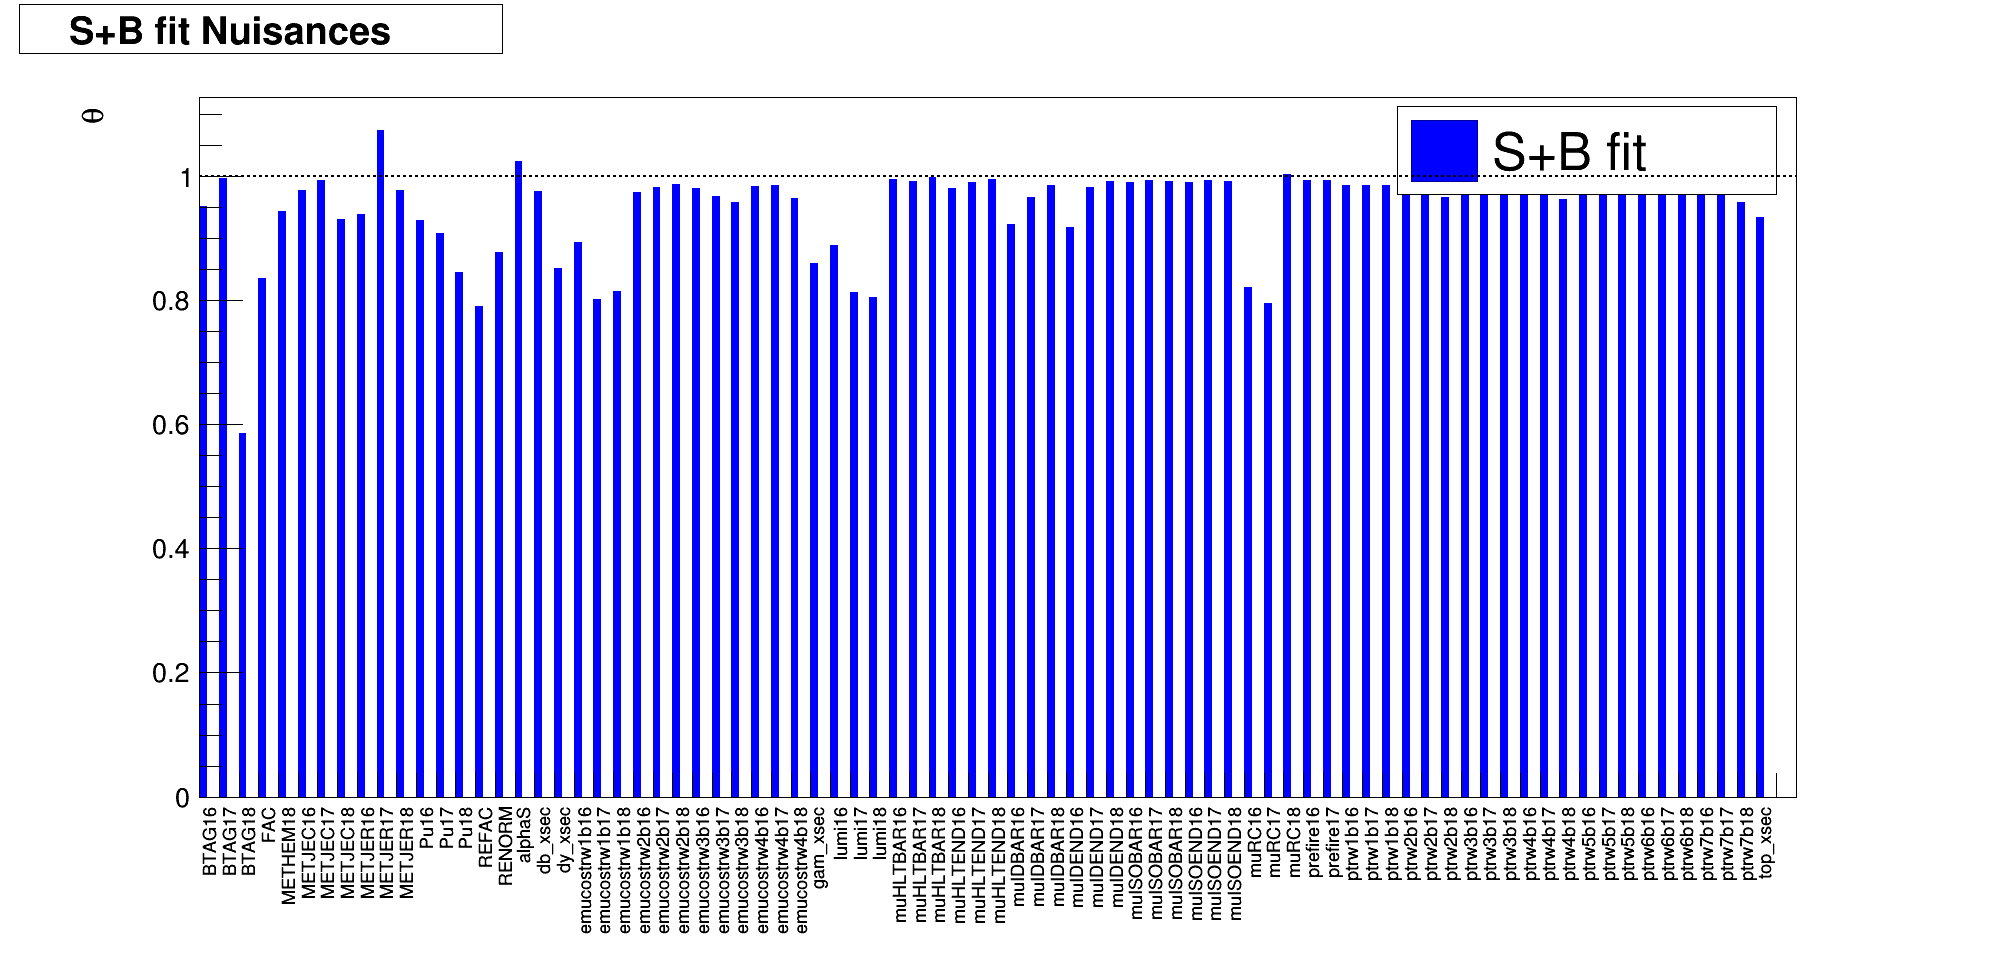 S+B fit Nuisances
θ
S+B fit
1
0.8
0.6
0.4
0.2
0
BTAG16
BTAG17
BTAG18
FAC
METHEM18
METJEC16
METJEC17
METJEC18
METJER16
METJER17
METJER18
Pu16
Pu17
Pu18
REFAC
RENORM
alphaS
db_xsec
dy_xsec
emucostrw1b16
emucostrw1b17
emucostrw1b18
emucostrw2b16
emucostrw2b17
emucostrw2b18
emucostrw3b16
emucostrw3b17
emucostrw3b18
emucostrw4b16
emucostrw4b17
emucostrw4b18
gam_xsec
lumi16
lumi17
lumi18
muHLTBAR16
muHLTBAR17
muHLTBAR18
muHLTEND16
muHLTEND17
muHLTEND18
muIDBAR16
muIDBAR17
muIDBAR18
muIDEND16
muIDEND17
muIDEND18
muISOBAR16
muISOBAR17
muISOBAR18
muISOEND16
muISOEND17
muISOEND18
muRC16
muRC17
muRC18
prefire16
prefire17
ptrw1b16
ptrw1b17
ptrw1b18
ptrw2b16
ptrw2b17
ptrw2b18
ptrw3b16
ptrw3b17
ptrw3b18
ptrw4b16
ptrw4b17
ptrw4b18
ptrw5b16
ptrw5b17
ptrw5b18
ptrw6b16
ptrw6b17
ptrw6b18
ptrw7b16
ptrw7b17
ptrw7b18
top_xsec